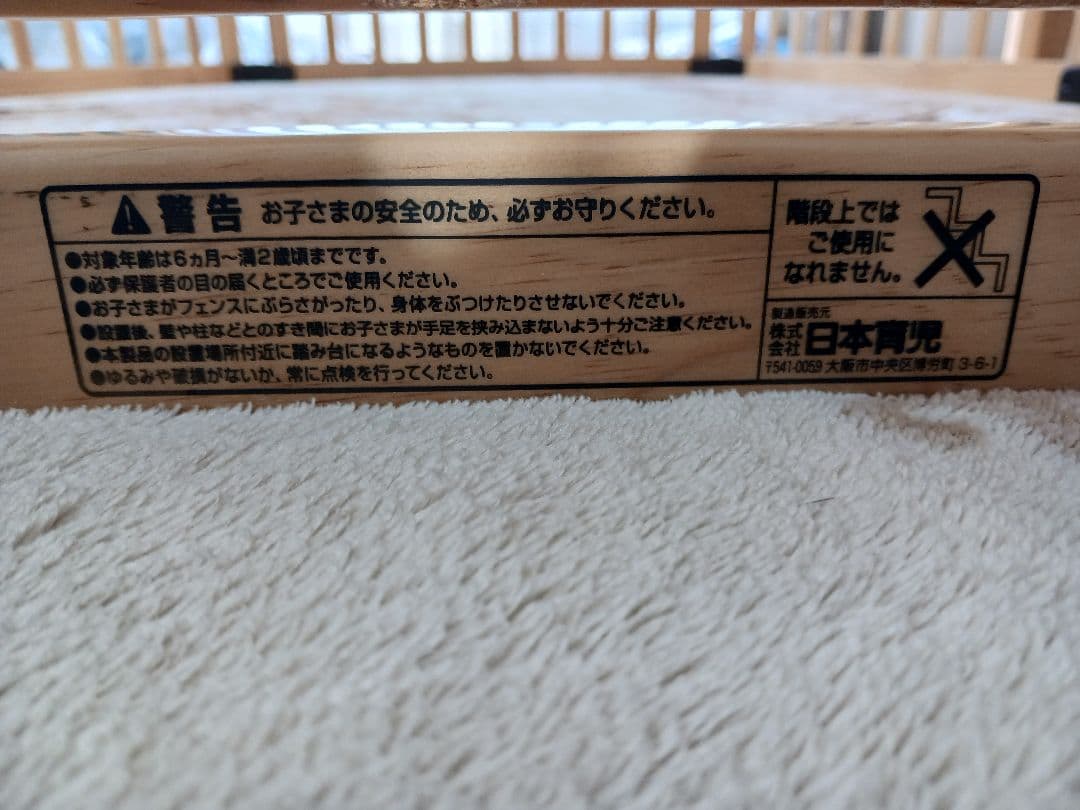 警告 お子さまの安全のため、必ずお守りください。
●対象年齢は6ヵ月～満2歳頃までです。
●必ず保護者の目の届くところでご使用ください。
●お子さまがフェンスにぶらさがったり、身体をぶつけたりさせないでください。
●設置後、壁や柱などとのすき間にお子さまが手足を挟み込まないよう十分ご注意ください。
●本製品の設置場所付近に踏み台になるようなものを置かないでください。
●ゆるみや破損がないか、常に点検を行ってください。
階段上では
ご使用に
なれません。
製造販売元
株式会社 日本育児
〒541-0059 大阪市中央区博労町 3-6-1